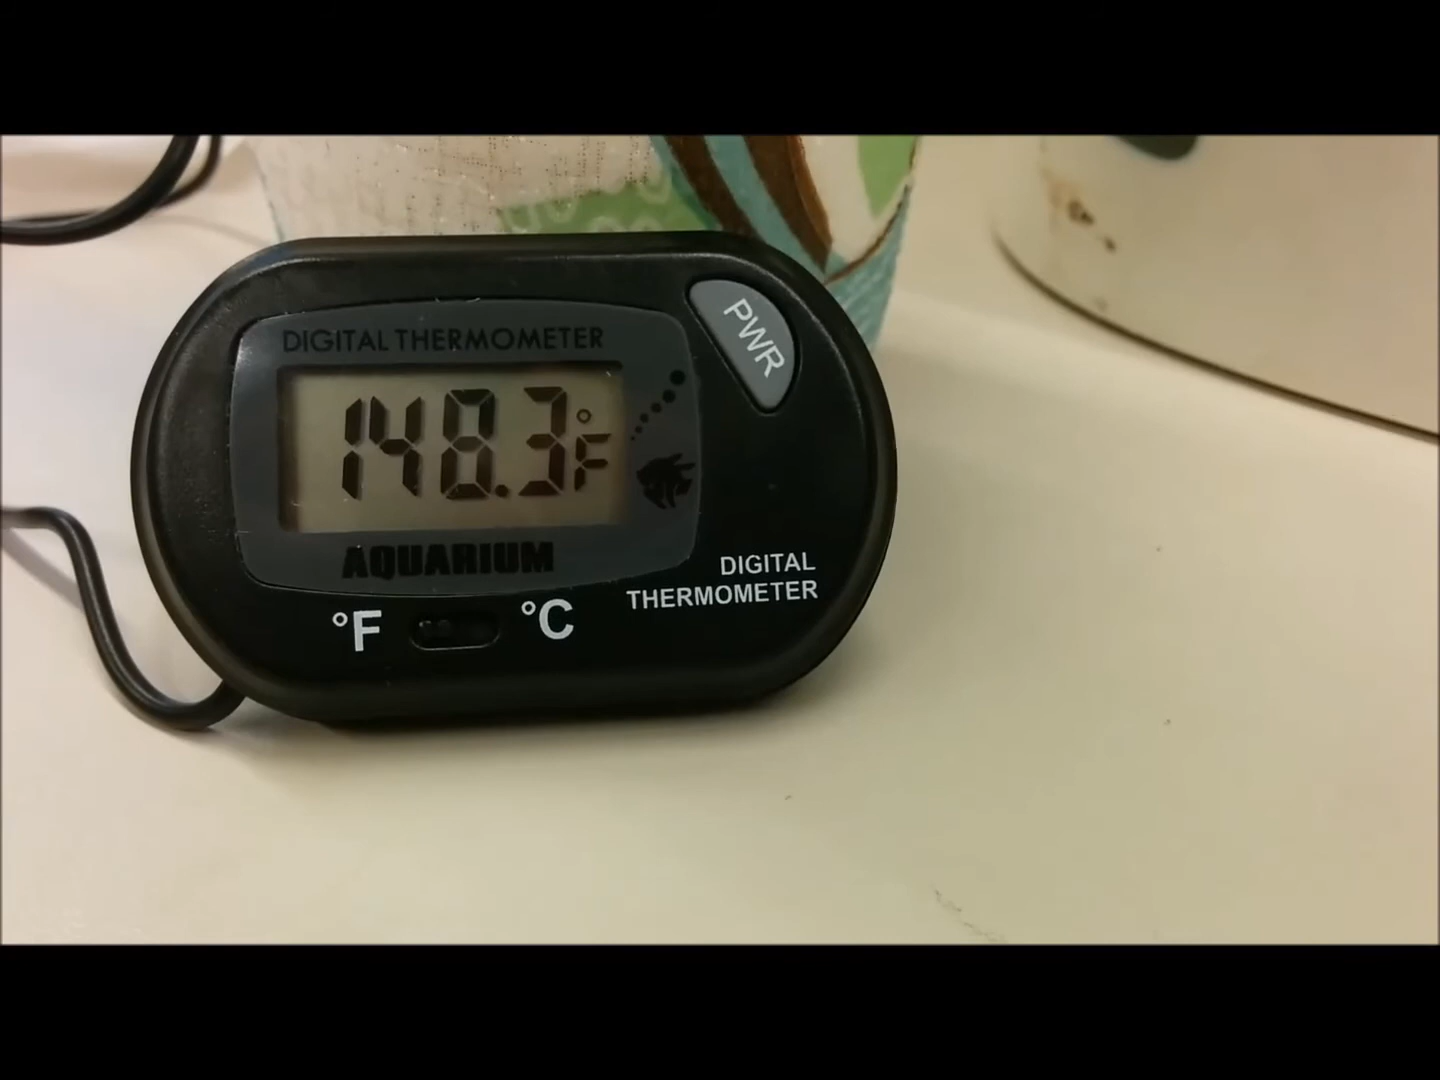 DIGITAL THERMOMETER
PWR
148.3°F
AQUARIUM
DIGITAL
THERMOMETER
°F °C